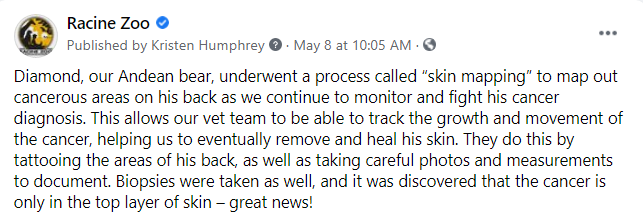 Racine Zoo
Published by Kristen Humphrey · May 8 at 10:05 AM ·
Diamond, our Andean bear, underwent a process called “skin mapping” to map out
cancerous areas on his back as we continue to monitor and fight his cancer
diagnosis. This allows our vet team to be able to track the growth and movement of
the cancer, helping us to eventually remove and heal his skin. They do this by
tattooing the areas of his back, as well as taking careful photos and measurements
to document. Biopsies were taken as well, and it was discovered that the cancer is
only in the top layer of skin – great news!